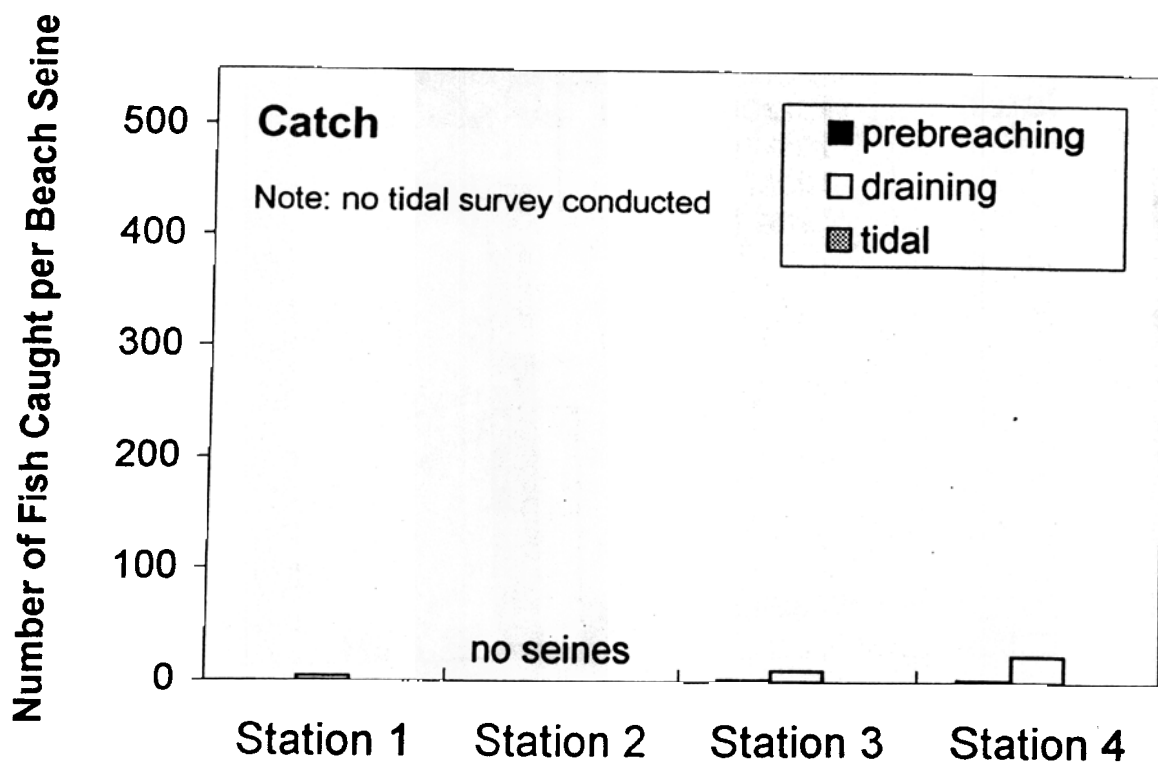 Number of Fish Caught per Beach Seine
500
400
300
200
100
0
Catch
Note: no tidal survey conducted
prebreaching
draining
tidal
no seines
Station 1
Station 2
Station 3
Station 4